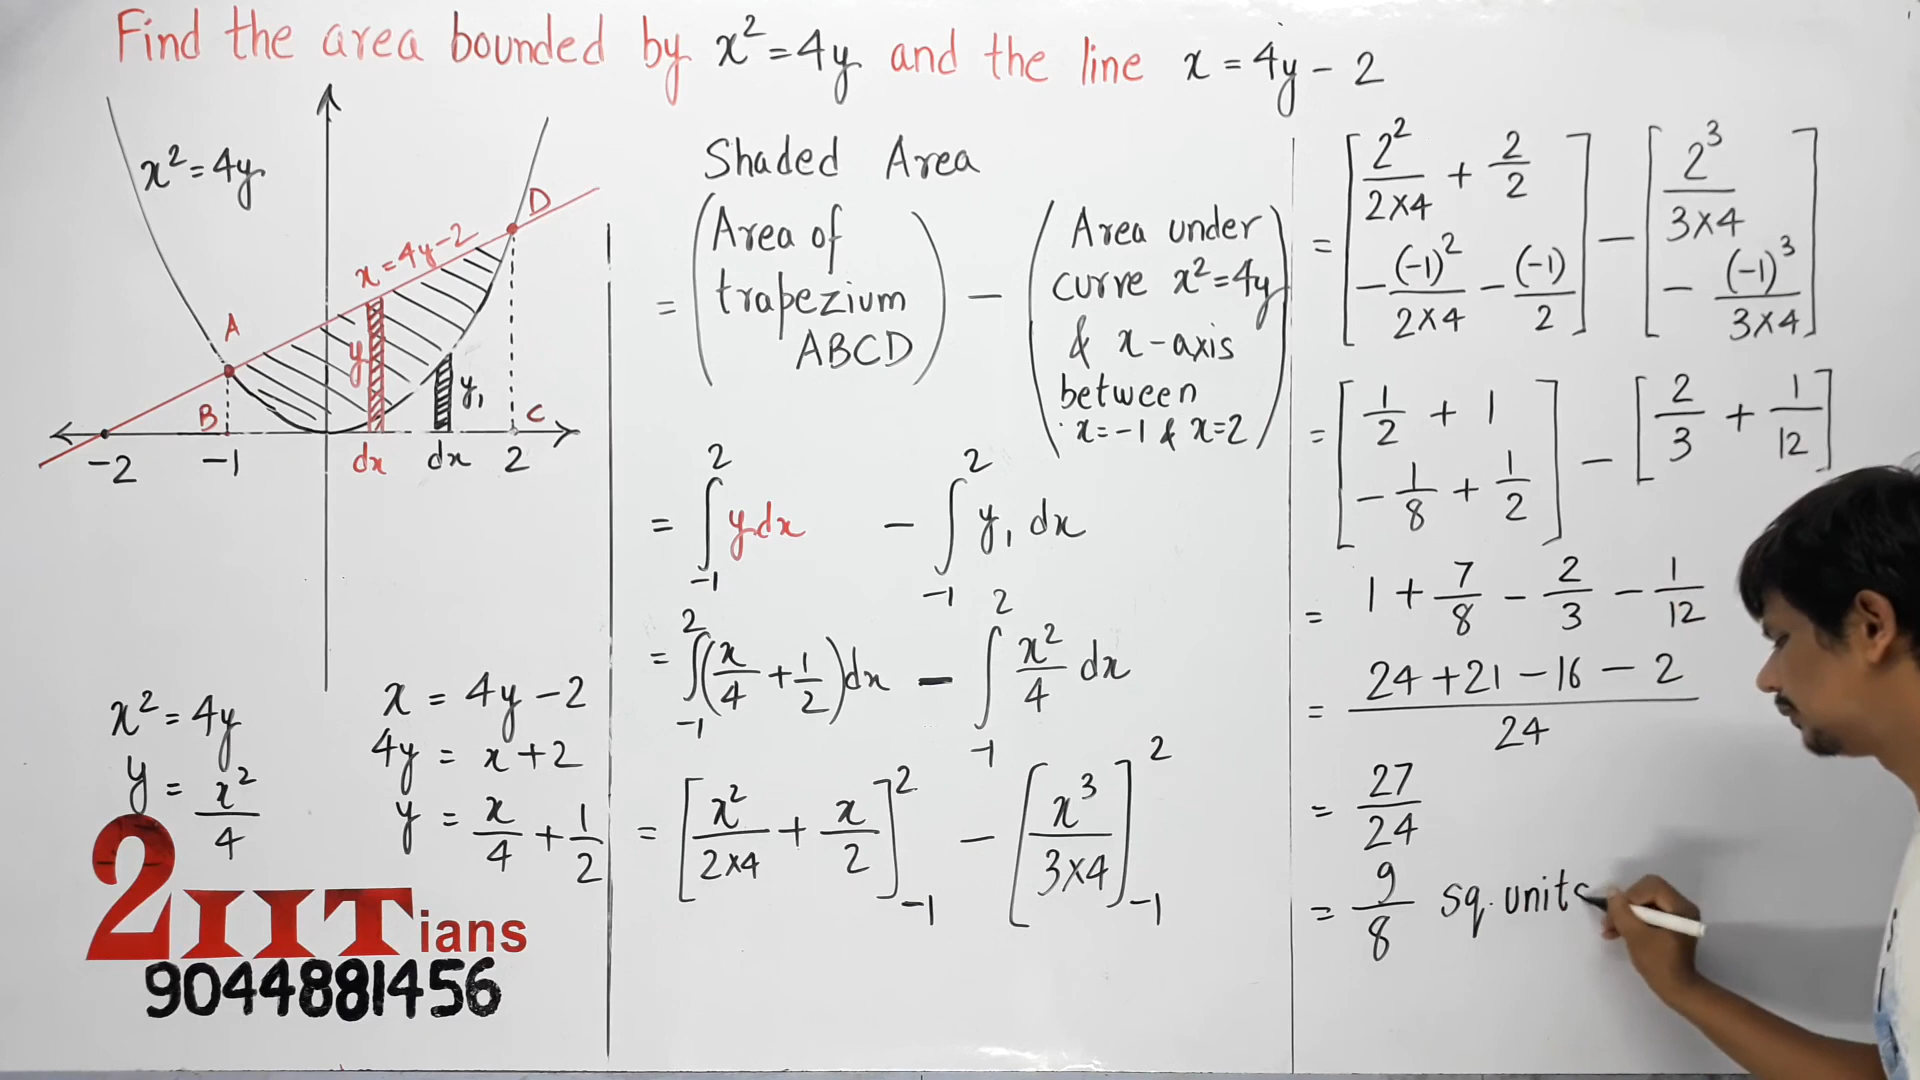 Find the area bounded by x² = 4y and the line x = 4y - 2
x² = 4y
x = 4y - 2
A
B
C
D
y
y₁
-2
-1
dx
dx
2
x² = 4y
y = x²/4
x = 4y - 2
4y = x + 2
y = x/4 + 1/2
2IITians
9044881456
Shaded Area
= (Area of trapezium ABCD) - (Area under curve x² = 4y & x-axis between x = -1 & x = 2)
= ∫₋₁² y dx - ∫₋₁² y₁ dx
= ∫₋₁² (x/4 + 1/2) dx - ∫₋₁² x²/4 dx
= [x²/(2×4) + x/2]₋₁² - [x³/(3×4)]₋₁²
= [2²/(2×4) + 2/2 - (-1)²/(2×4) - (-1)/2] - [2³/(3×4) - (-1)³/(3×4)]
= [1/2 + 1 - 1/8 + 1/2] - [2/3 + 1/12]
= 1 + 7/8 - 2/3 - 1/12
= (24 + 21 - 16 - 2)/24
= 27/24
= 9/8 sq. units